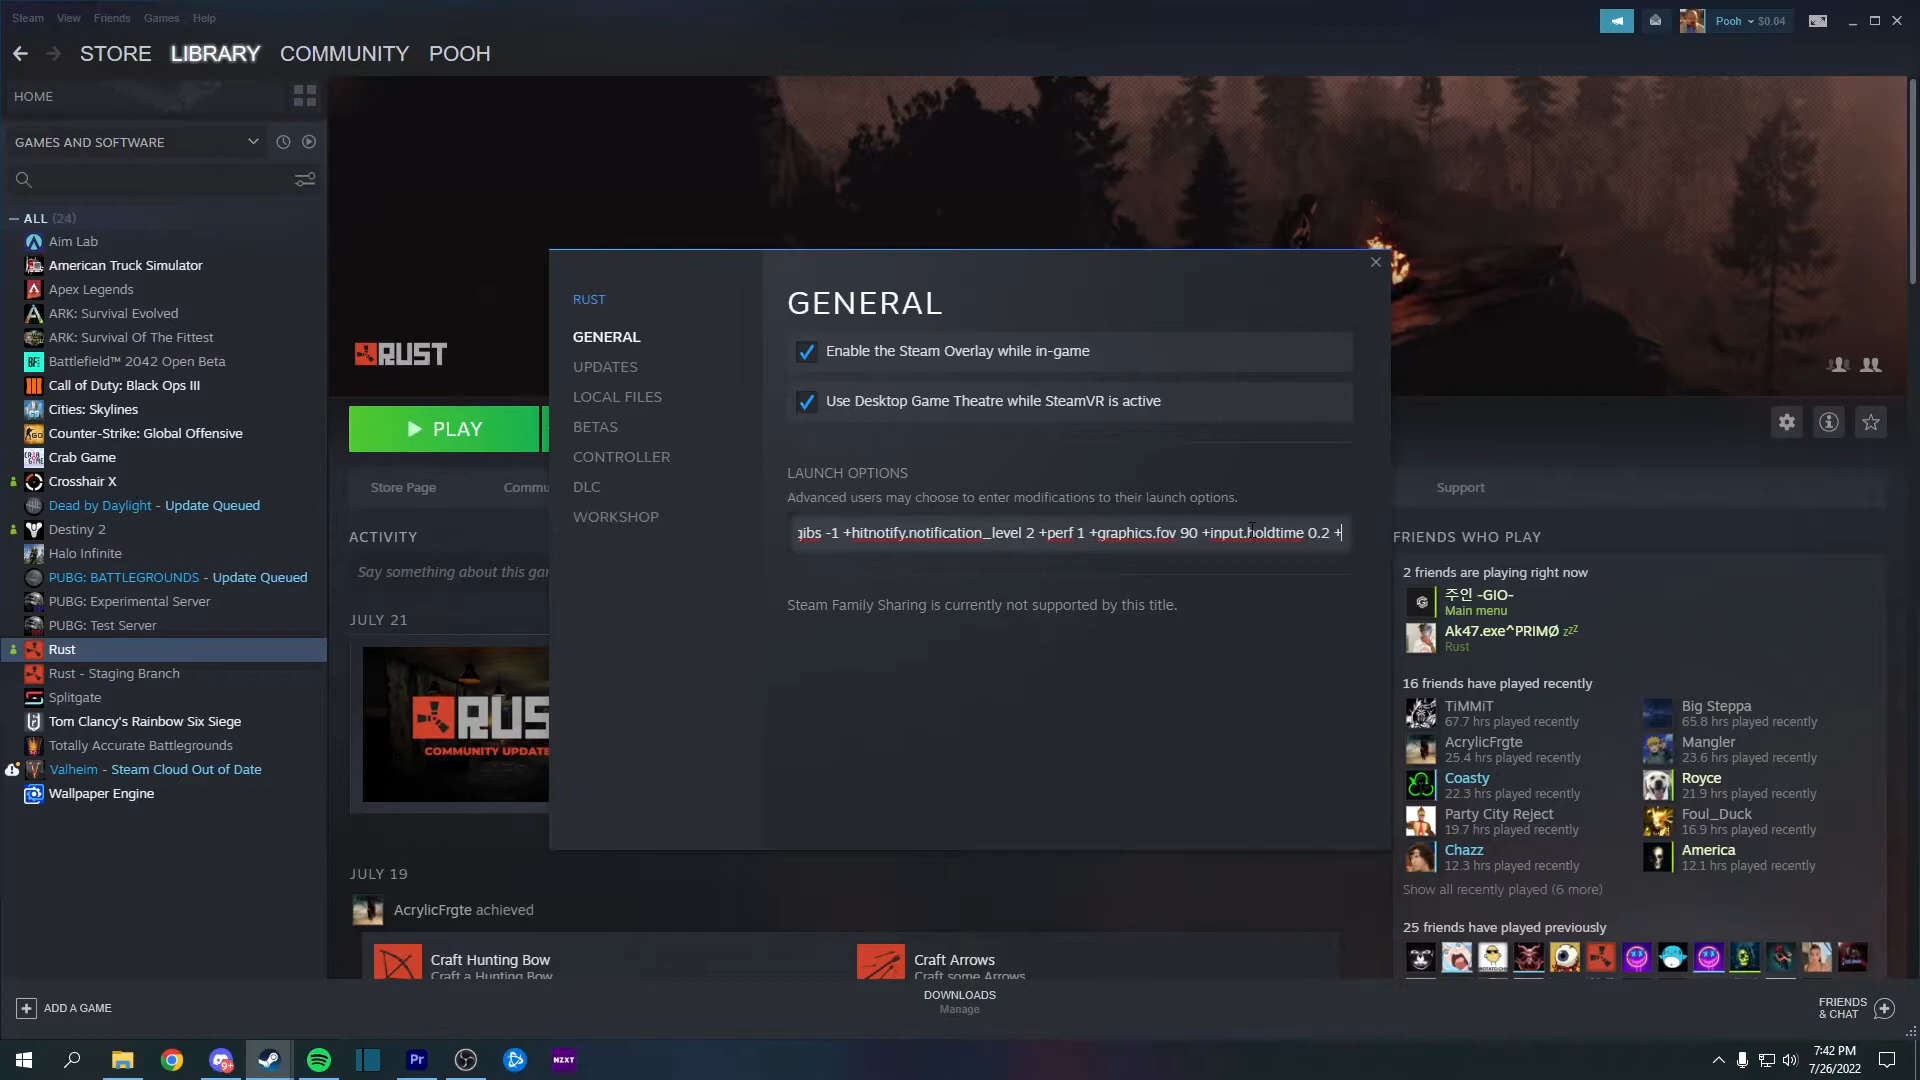 Steam View Friends Games Help
Pooh $0.04
STORE LIBRARY COMMUNITY POOH
HOME
GAMES AND SOFTWARE
ALL (24)
Aim Lab
American Truck Simulator
Apex Legends
ARK: Survival Evolved
ARK: Survival Of The Fittest
Battlefield™ 2042 Open Beta
Call of Duty: Black Ops III
Cities: Skylines
Counter-Strike: Global Offensive
Crab Game
Crosshair X
Dead by Daylight - Update Queued
Destiny 2
Halo Infinite
PUBG: BATTLEGROUNDS - Update Queued
PUBG: Experimental Server
PUBG: Test Server
Rust
Rust - Staging Branch
Splitgate
Tom Clancy's Rainbow Six Siege
Totally Accurate Battlegrounds
Valheim - Steam Cloud Out of Date
Wallpaper Engine
ADD A GAME
RUST
PLAY
Store Page
Commu
ACTIVITY
Say something about this gar
JULY 21
RUS
COMMUNITY UPDATE
JULY 19
AcrylicFrgte achieved
Craft Hunting Bow
Craft a Hunting Bow
Craft Arrows
Craft some Arrows
RUST
GENERAL
UPDATES
LOCAL FILES
BETAS
CONTROLLER
DLC
WORKSHOP
GENERAL
Enable the Steam Overlay while in-game
Use Desktop Game Theatre while SteamVR is active
LAUNCH OPTIONS
Advanced users may choose to enter modifications to their launch options.
gibs -1 +hitnotify.notification_level 2 +perf 1 +graphics.fov 90 +input.holdtime 0.2 +
Steam Family Sharing is currently not supported by this title.
Support
FRIENDS WHO PLAY
2 friends are playing right now
주인 -GIO-
Main menu
Ak47.exe^PRIMØ zzz
Rust
16 friends have played recently
TiMMiT
67.7 hrs played recently
Big Steppa
65.8 hrs played recently
AcrylicFrgte
25.4 hrs played recently
Mangler
23.6 hrs played recently
Coasty
22.3 hrs played recently
Royce
21.9 hrs played recently
Party City Reject
19.7 hrs played recently
Foul_Duck
16.9 hrs played recently
Chazz
12.3 hrs played recently
America
12.1 hrs played recently
Show all recently played (6 more)
25 friends have played previously
DOWNLOADS
Manage
FRIENDS
& CHAT
9+
Pr
NZXT
7:42 PM
7/26/2022